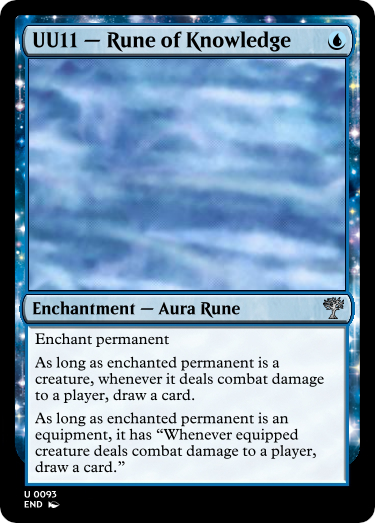 UU11 — Rune of Knowledge
Enchantment — Aura Rune
Enchant permanent
As long as enchanted permanent is a
creature, whenever it deals combat damage
to a player, draw a card.
As long as enchanted permanent is an
equipment, it has “Whenever equipped
creature deals combat damage to a player,
draw a card.”
U 0093
END